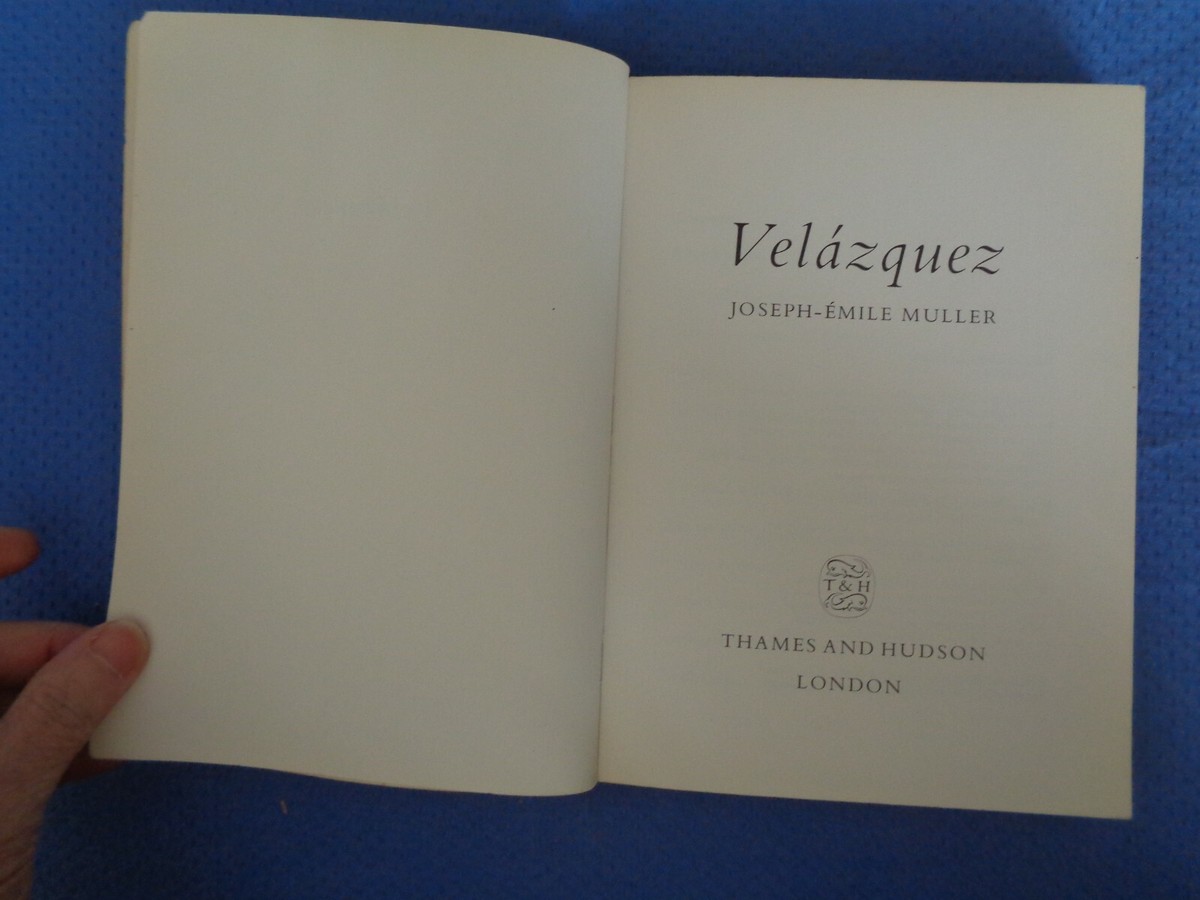 Velázquez
JOSEPH-ÉMILE MULLER
T & H
THAMES AND HUDSON
LONDON